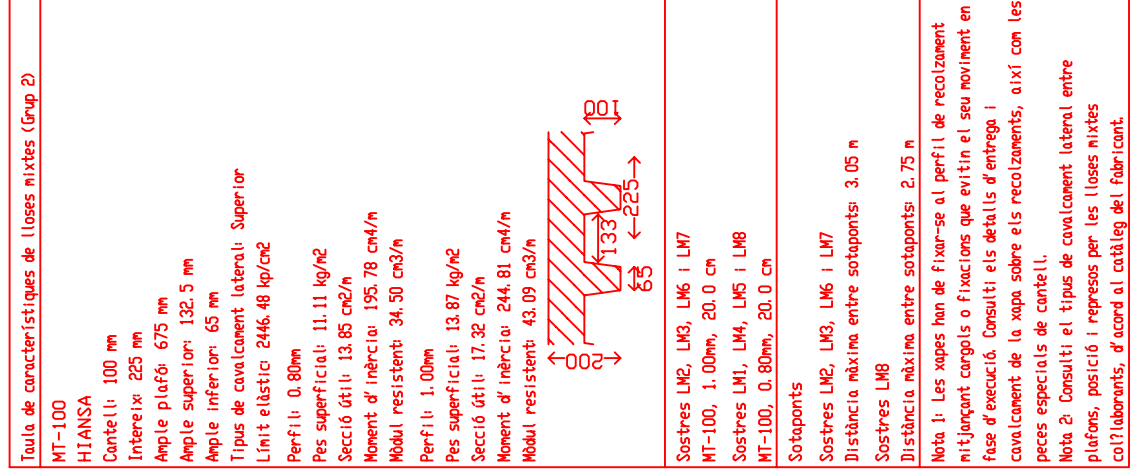 Taula de característiques de lloses mixtes (Grup 2)
MT-100
HIANSA
Cantell: 100 mm
Intereix: 225 mm
Ample plafó: 675 mm
Ample superior: 132.5 mm
Ample inferior: 65 mm
Tipus de cavalcament lateral: Superior
Límit elàstic: 2446.48 kp/cm2
Perfil: 0.80mm
Pes superficial: 11.11 kg/m2
Secció útil: 13.85 cm2/m
Moment d'inèrcia: 195.78 cm4/m
Mòdul resistent: 34.50 cm3/m
Perfil: 1.00mm
Pes superficial: 13.87 kg/m2
Secció útil: 17.32 cm2/m
Moment d'inèrcia: 244.81 cm4/m
Mòdul resistent: 43.09 cm3/m
200
100
133
225
65
Sostres LM2, LM3, LM6 i LM7
MT-100, 1.00mm, 20.0 cm
Sostres LM1, LM4, LM5 i LM8
MT-100, 0.80mm, 20.0 cm
Sotaponts
Sostres LM2, LM3, LM6 i LM7
Distància màxima entre sotaponts: 3.05 m
Sostres LM8
Distància màxima entre sotaponts: 2.75 m
Nota 1: Les xapes han de fixar-se al perfil de recolzament
mitjançant cargols o fixacions que evitin el seu moviment en
fase d'execució. Consulti els detalls d'entrega i
cavalcament de la xapa sobre els recolzaments, així com les
peces especials de cantell.
Nota 2: Consulti el tipus de cavalcament lateral entre
plafons, posició i represos per les lloses mixtes
col?laborants, d'acord al catàleg del fabricant.